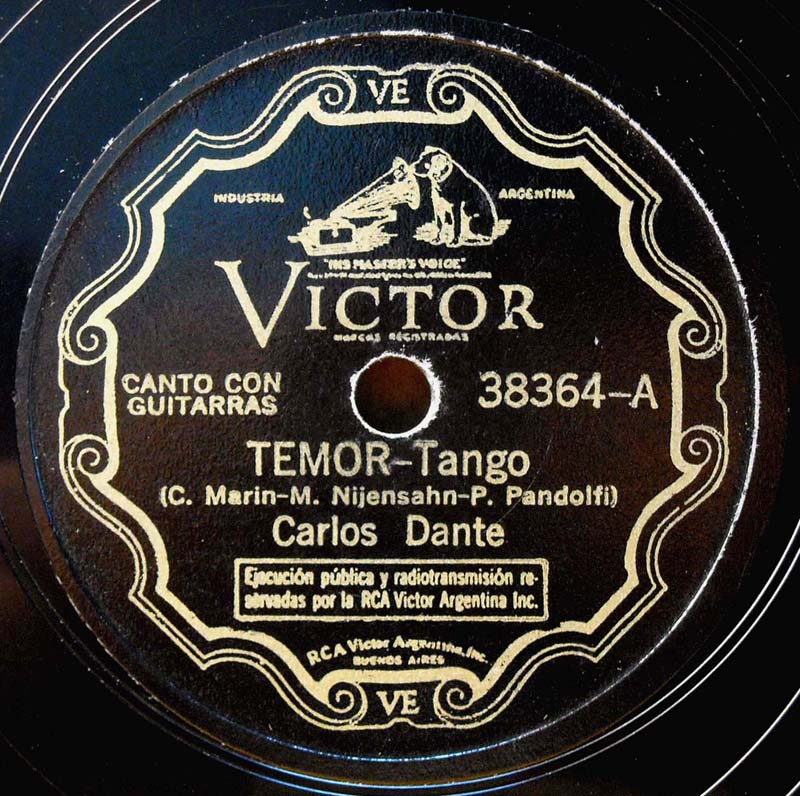 VE
INDUSTRIA
ARGENTINA
"HIS MASTER'S VOICE"
VICTOR
MARCAS REGISTRADAS
CANTO CON
GUITARRAS
38364-A
TEMOR-Tango
(C. Marin-M. Nijensahn-P. Pandolfi)
Carlos Dante
Ejecución pública y radiotransmisión re-
servadas por la RCA Victor Argentina Inc.
RCA Victor Argentina, Inc.
BUENOS AIRES
VE